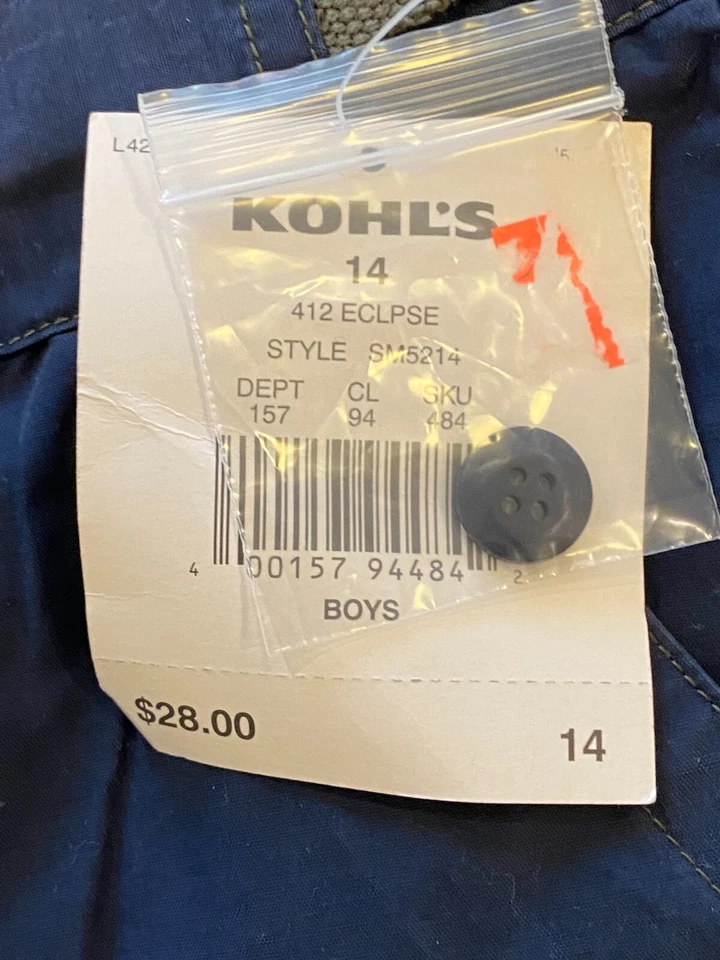 L42
KOHL'S
14
412 ECLPSE
STYLE SM5214
DEPT CL SKU
157 94 484
4 00157 94484 2
BOYS
$28.00 14